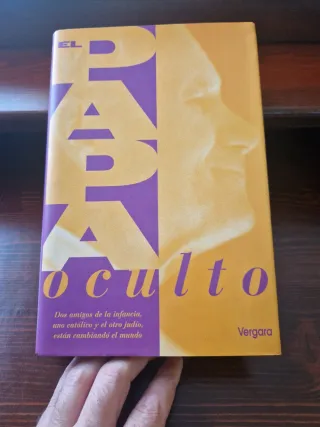 EL
PAPA
oculto
Dos amigos de la infancia,
uno católico y el otro judío,
están cambiando el mundo
Vergara